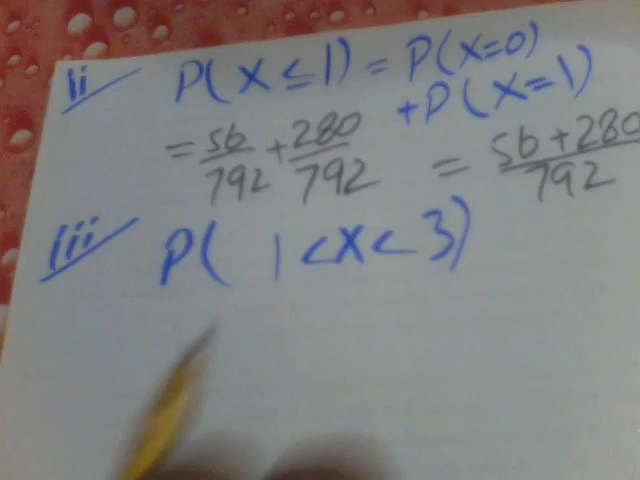 ii P(X ≤ 1) = P(X=0)
+P(X=1)
= 56/792 + 280/792 = 56+280/792
iii P( 1 < X < 3)